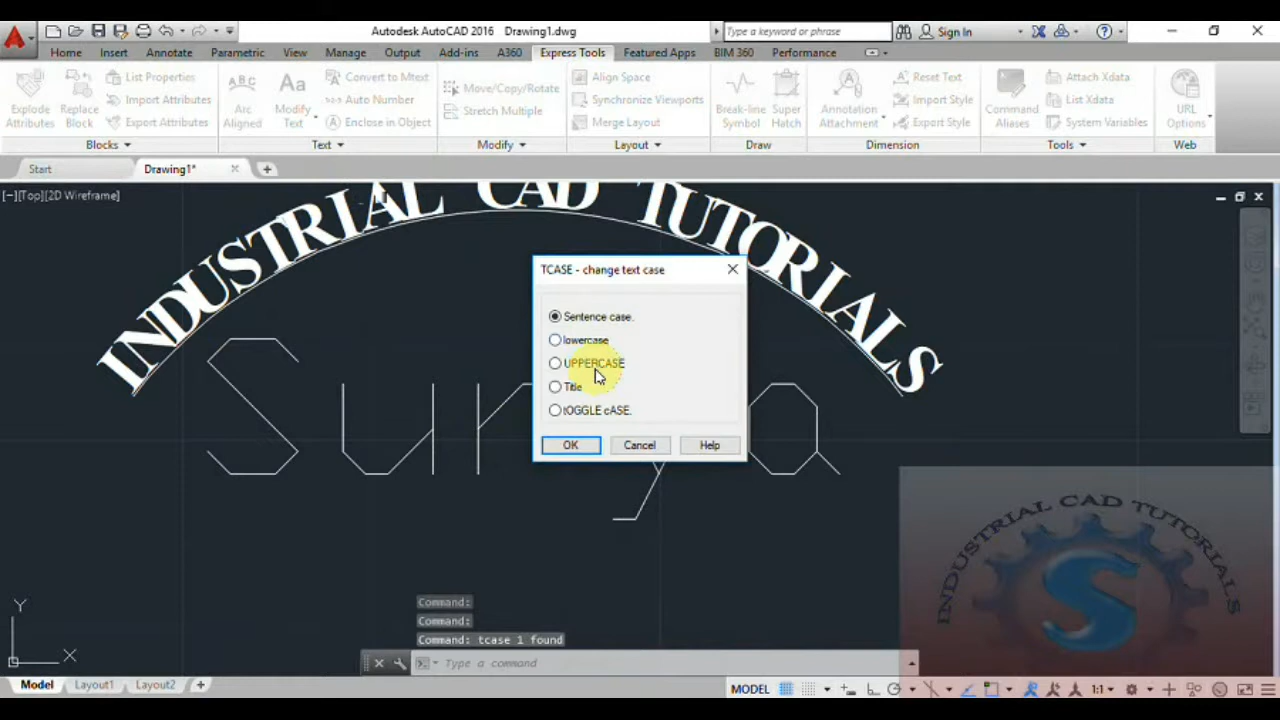 Autodesk AutoCAD 2016 Drawing1.dwg
Type a keyword or phrase
Sign In
Home Insert Annotate Parametric View Manage Output Add-ins A360 Express Tools Featured Apps BIM 360 Performance
Explode Attributes
Replace Block
List Properties
Import Attributes
Export Attributes
Arc Aligned
Modify Text
Convert to Mtext
Auto Number
Enclose in Object
Move/Copy/Rotate
Stretch Multiple
Align Space
Synchronize Viewports
Merge Layout
Break-line Symbol
Super Hatch
Annotation Attachment
Reset Text
Import Style
Export Style
Command Aliases
Attach Xdata
List Xdata
System Variables
URL Options
Blocks Text Modify Layout Draw Dimension Tools Web
Start Drawing1*
[−][Top][2D Wireframe]
INDUSTRIAL CAD TUTORIALS
Surya
TCASE - change text case
Sentence case.
lowercase
UPPERCASE
Title
tOGGLE cASE.
OK Cancel Help
INDUSTRIAL CAD TUTORIALS
S
Command:
Command:
Command: tcase 1 found
Type a command
Y
X
Model Layout1 Layout2
MODEL 1:1